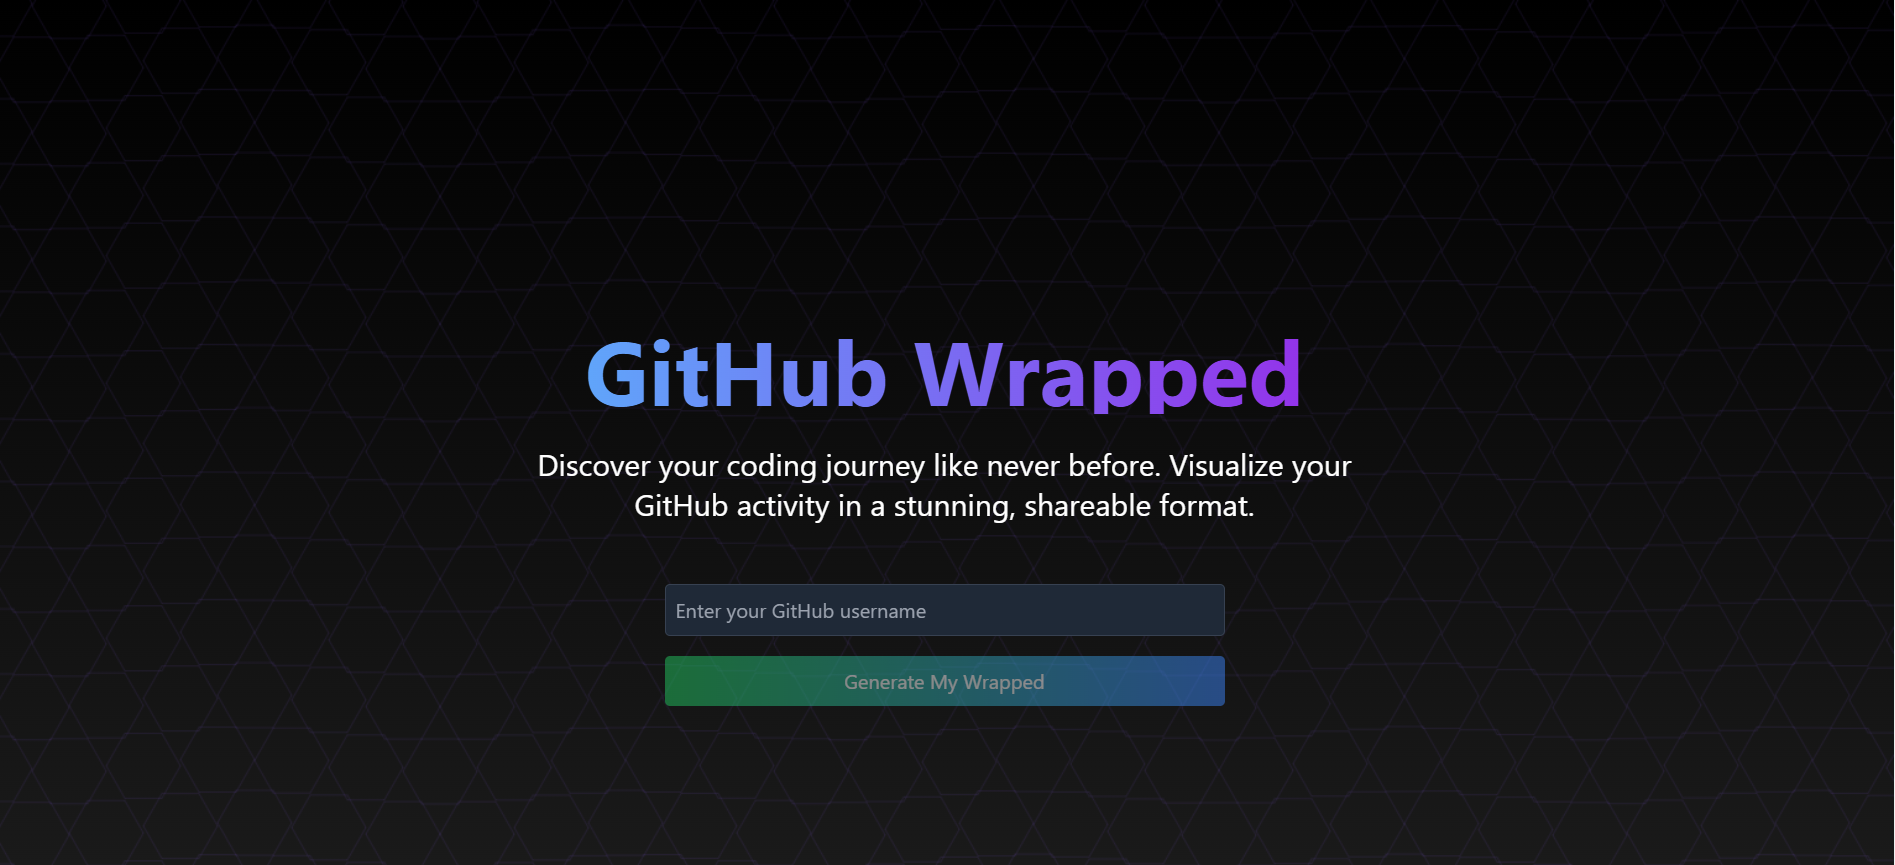 GitHub Wrapped
Discover your coding journey like never before. Visualize your
GitHub activity in a stunning, shareable format.
Enter your GitHub username
Generate My Wrapped